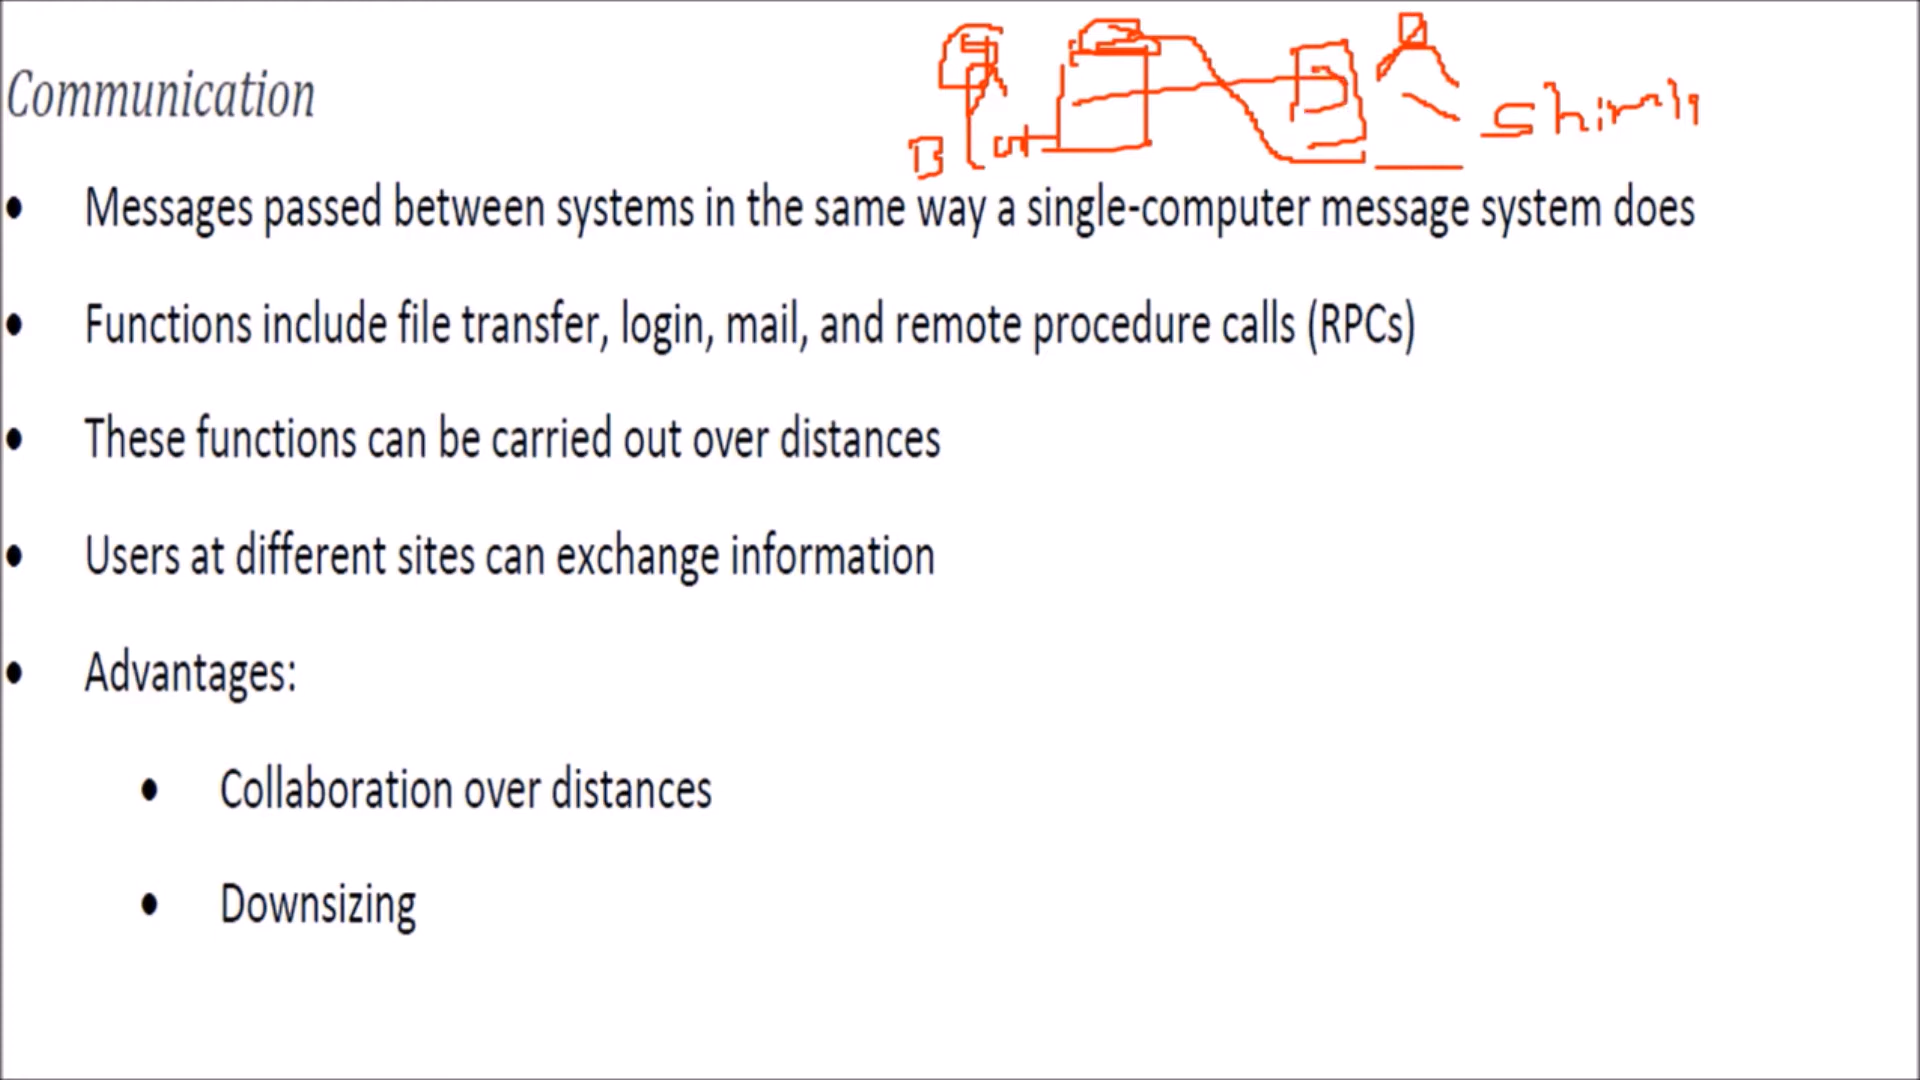 Communication
• Messages passed between systems in the same way a single-computer message system does
• Functions include file transfer, login, mail, and remote procedure calls (RPCs)
• These functions can be carried out over distances
• Users at different sites can exchange information
• Advantages:
• Collaboration over distances
• Downsizing